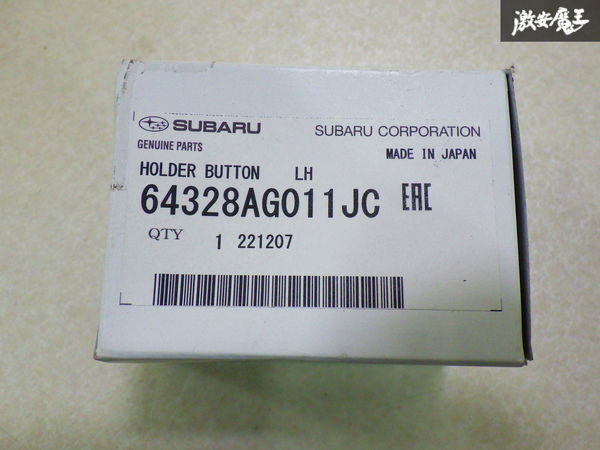 激安魔王
SUBARU
SUBARU CORPORATION
GENUINE PARTS
MADE IN JAPAN
HOLDER BUTTON LH
64328AG011JC EAC
QTY 1 221207